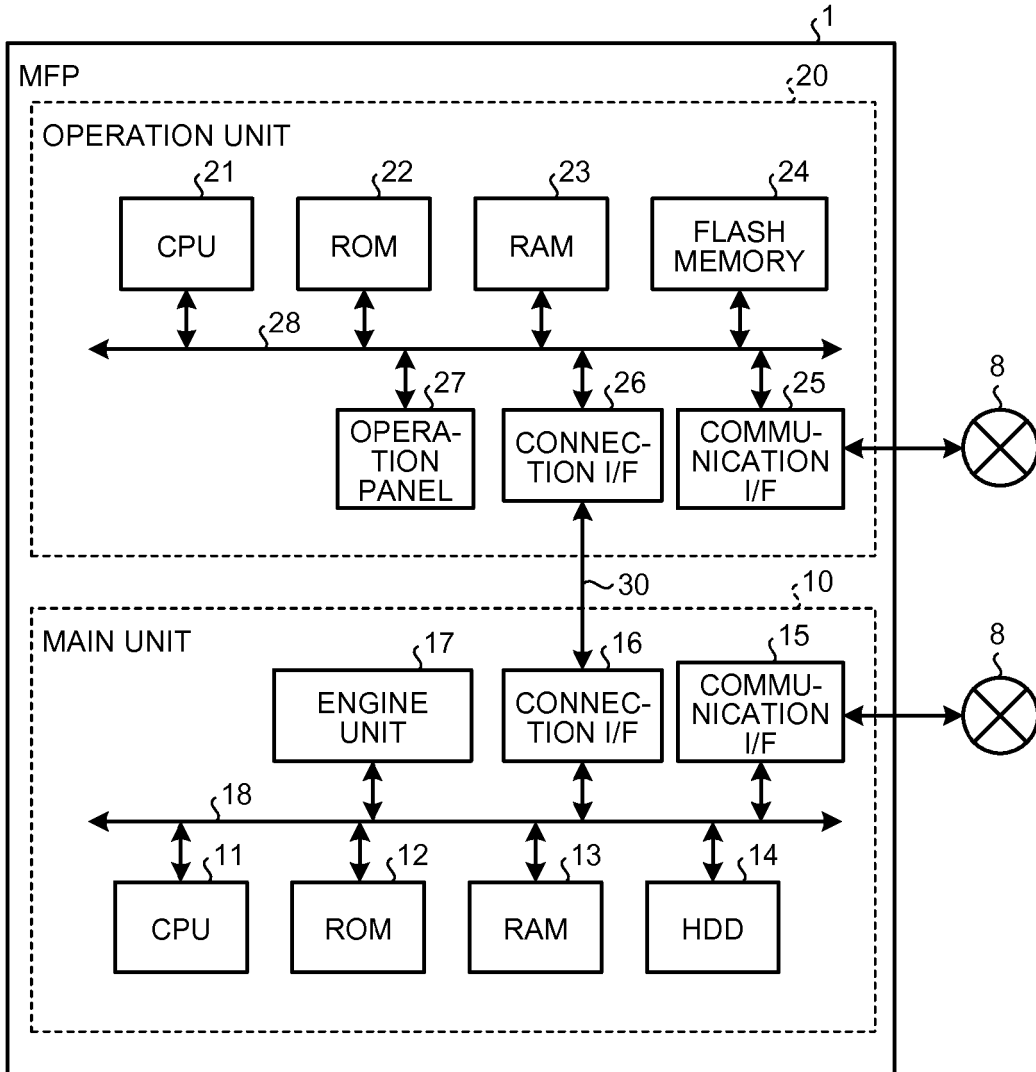 1
MFP
20
OPERATION UNIT
21
22
23
24
CPU
ROM
RAM
FLASH
MEMORY
28
27
26
25
8
OPERA-
TION
PANEL
CONNEC-
TION I/F
COMMU-
NICATION
I/F
30
10
MAIN UNIT
17
16
15
8
ENGINE
UNIT
CONNEC-
TION I/F
COMMU-
NICATION
I/F
18
11
12
13
14
CPU
ROM
RAM
HDD